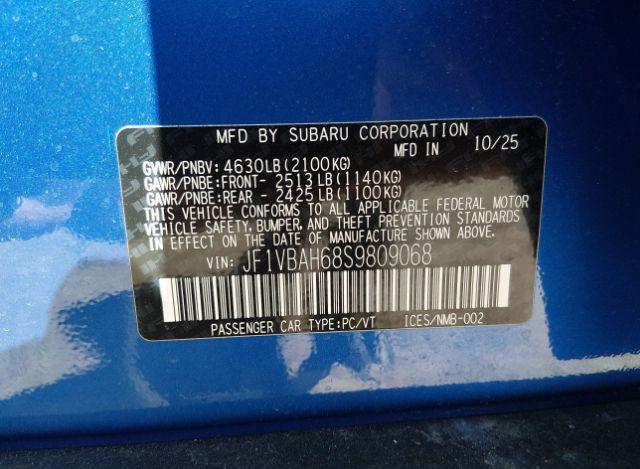 MFD BY SUBARU CORPORATION
MFD IN 10/25
GVWR/PNBV: 4630LB(2100KG)
GAWR/PNBE:FRONT- 2513LB(1140KG)
GAWR/PNBE:REAR - 2425LB(1100KG)
THIS VEHICLE CONFORMS TO ALL APPLICABLE FEDERAL MOTOR
VEHICLE SAFETY, BUMPER, AND THEFT PREVENTION STANDARDS
IN EFFECT ON THE DATE OF MANUFACTURE SHOWN ABOVE.
VIN: JF1VBAH68S9809068
PASSENGER CAR TYPE:PC/VT ICES/NMB-002